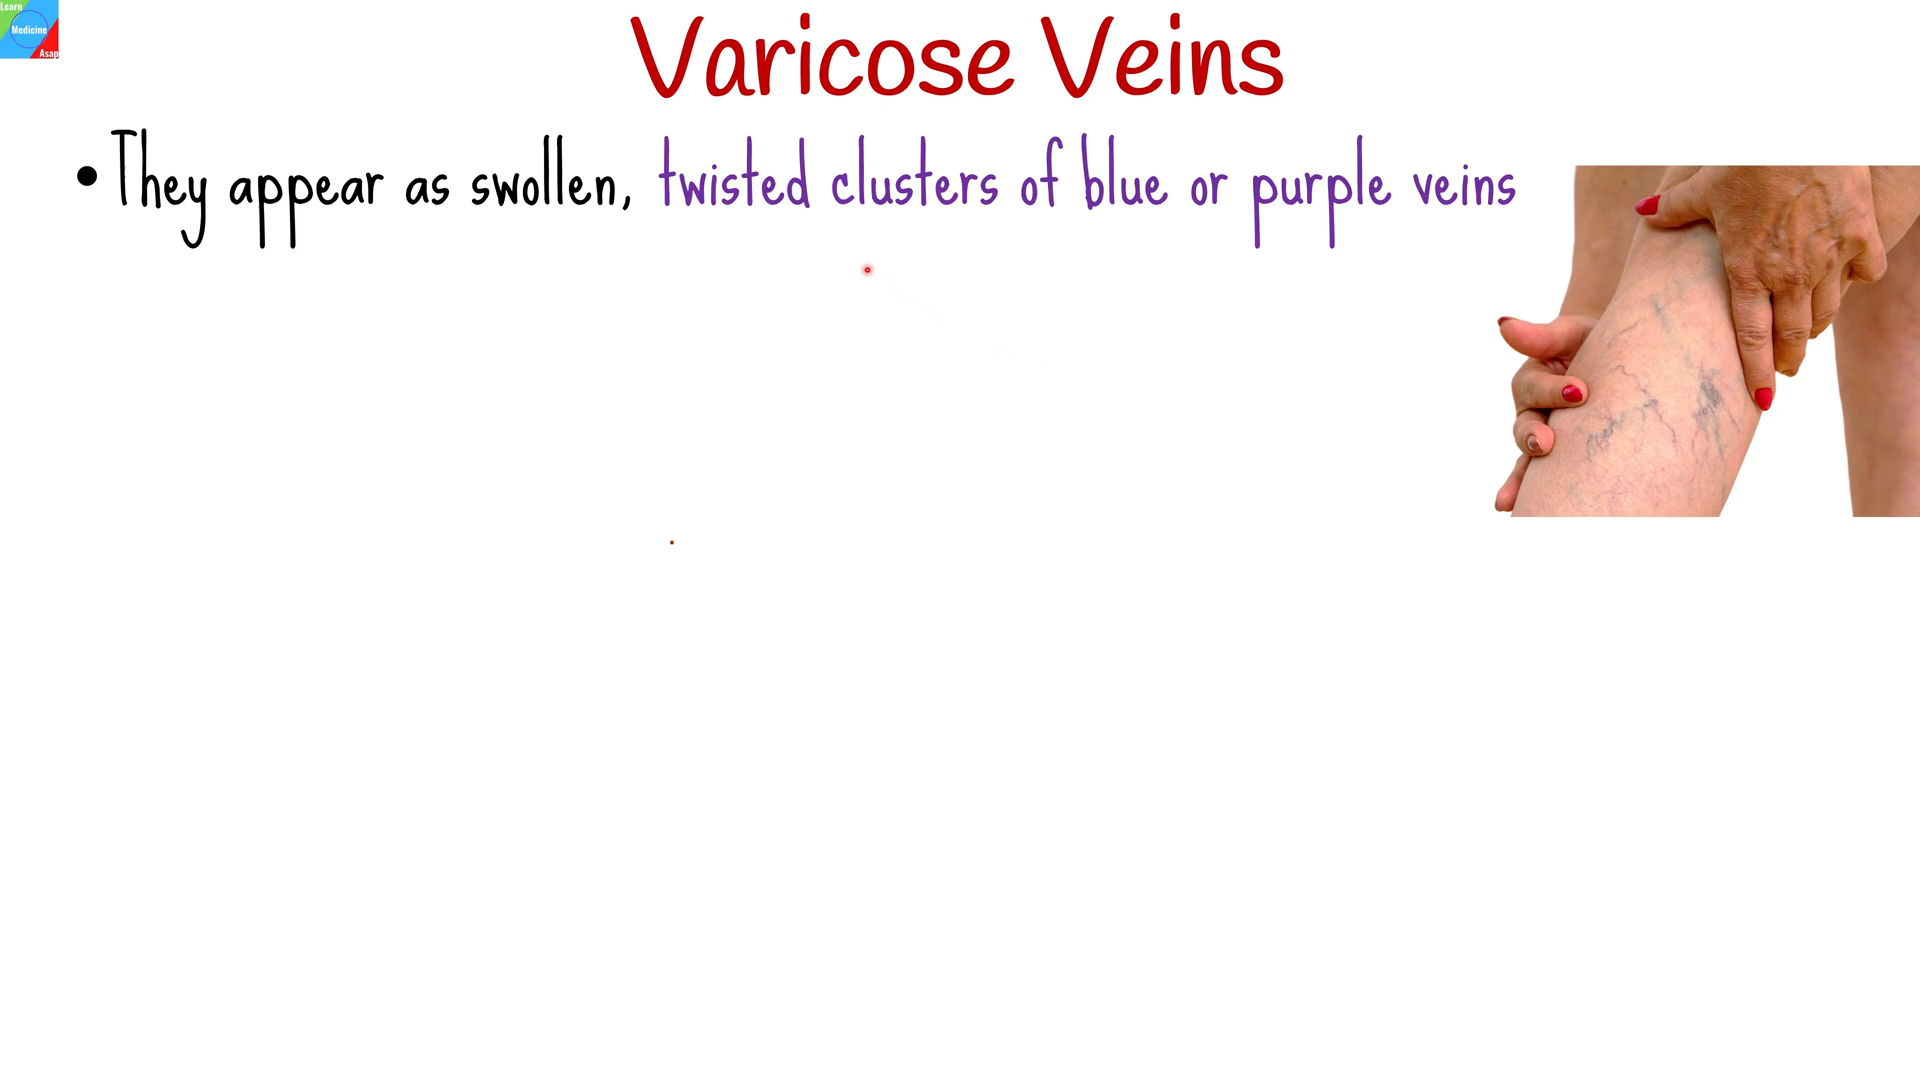 Learn
Medicine
Asap
Varicose Veins
• They appear as swollen, twisted clusters of blue or purple veins